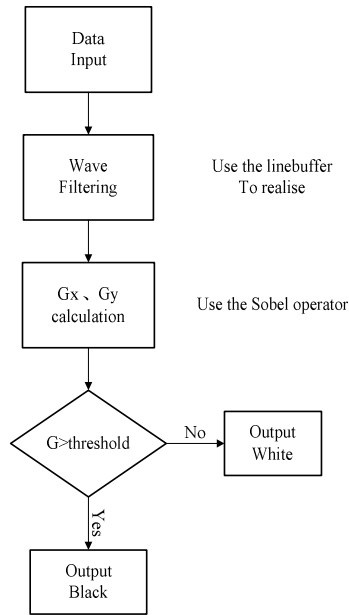 Data
Input
Wave
Filtering
Use the linebuffer
To realise
Gx、Gy
calculation
Use the Sobel operator
G>threshold
No
Output
White
Yes
Output
Black